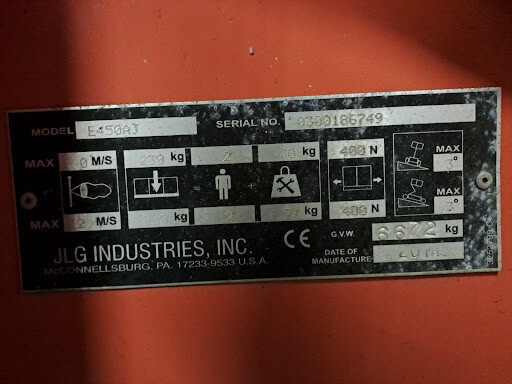 MODEL E450AJ SERIAL NO. 0300186749
MAX M/S 230 kg = 2 + 70 kg 400 N MAX
MAX M/S kg 2 kg 400 N MAX
JLG INDUSTRIES, INC. CE G.V.W. kg
McCONNELLSBURG, PA. 17233-9533 U.S.A. DATE OF MANUFACTURE